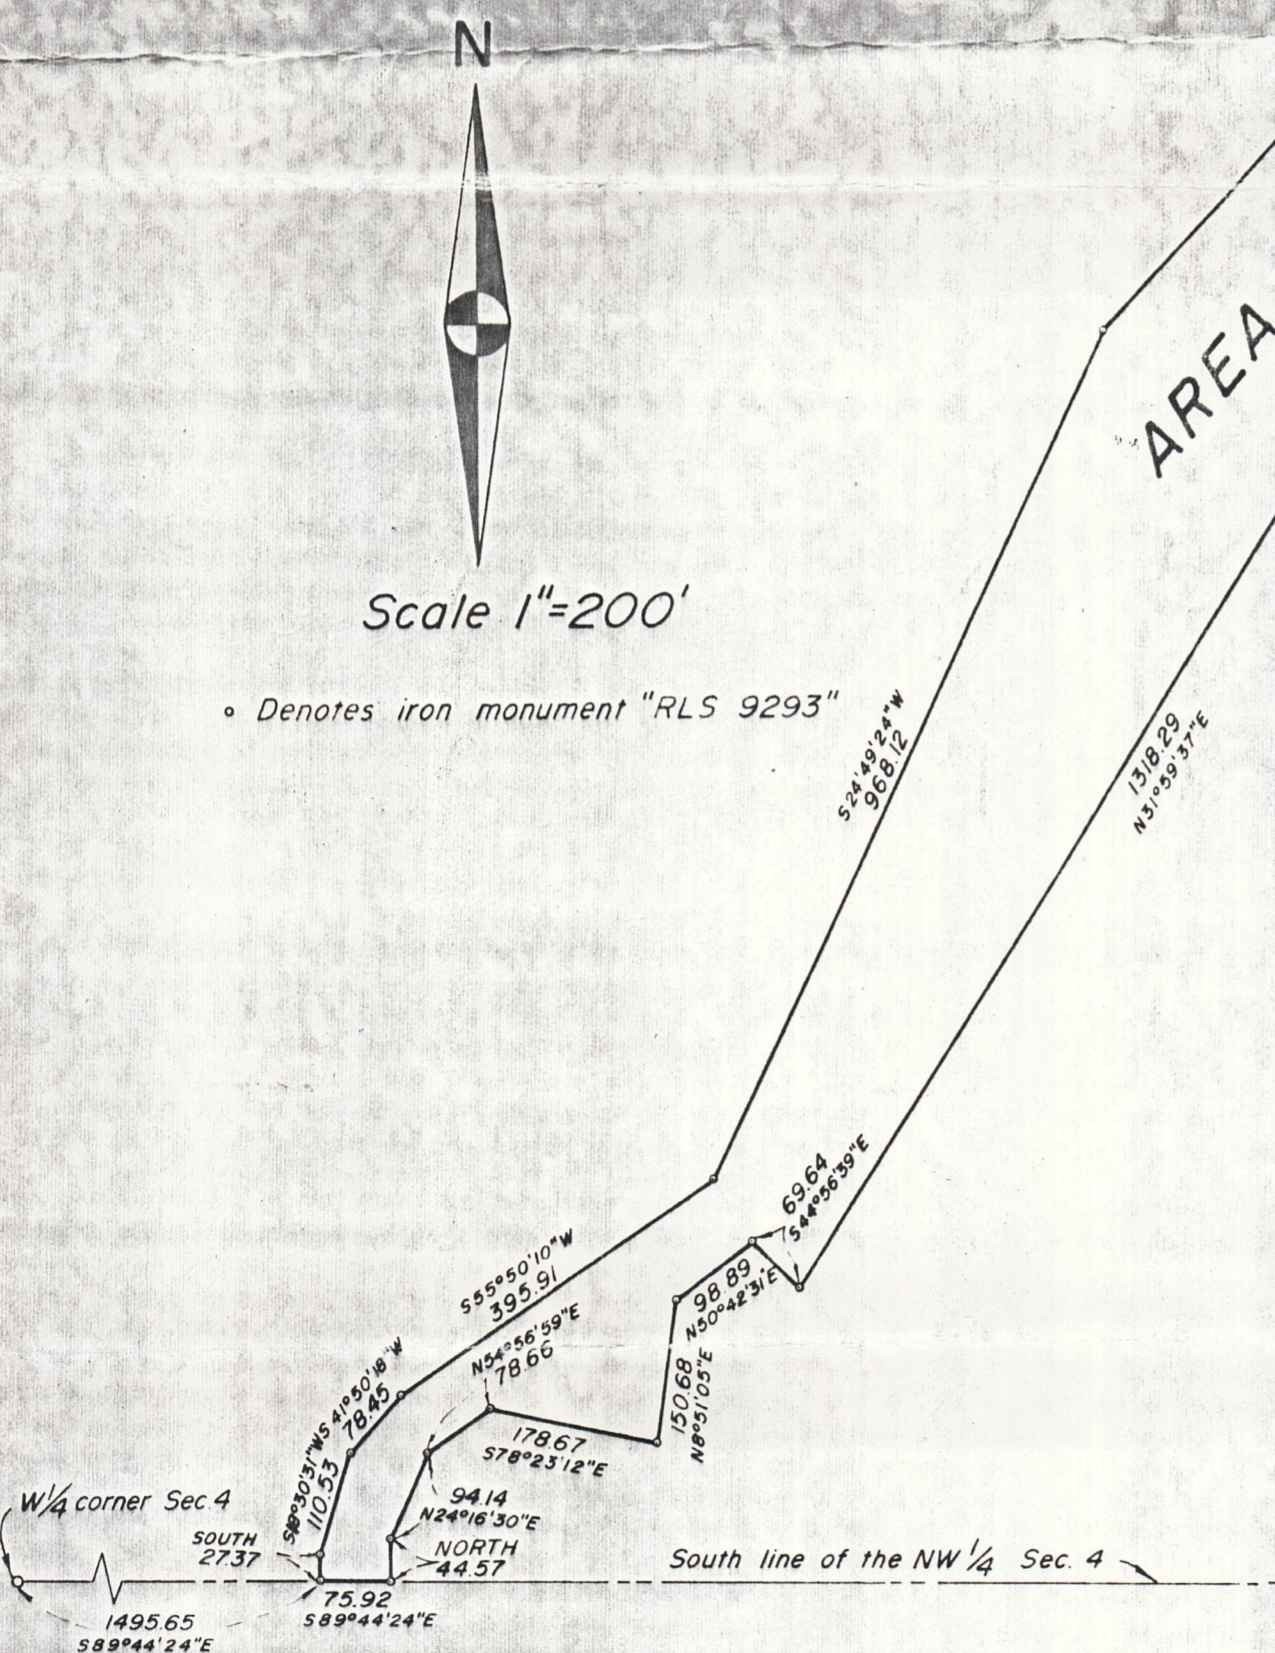 N
AREA
Scale 1"=200'
∘ Denotes iron monument "RLS 9293"
S24°49'24"W
968.12
1318.29
N31°59'37"E
69.64
S44°56'39"E
S55°50'10"W
395.91
98.89
N50°42'31"E
N54°56'59"E
78.66
150.68
N8°51'05"E
S 41°50'18"W
78.45
178.67
S78°23'12"E
S18°30'31"W
110.53
94.14
N24°16'30"E
W1/4 corner Sec.4
SOUTH
27.37
NORTH
44.57
South line of the NW 1/4 Sec. 4
75.92
S89°44'24"E
1495.65
S89°44'24"E